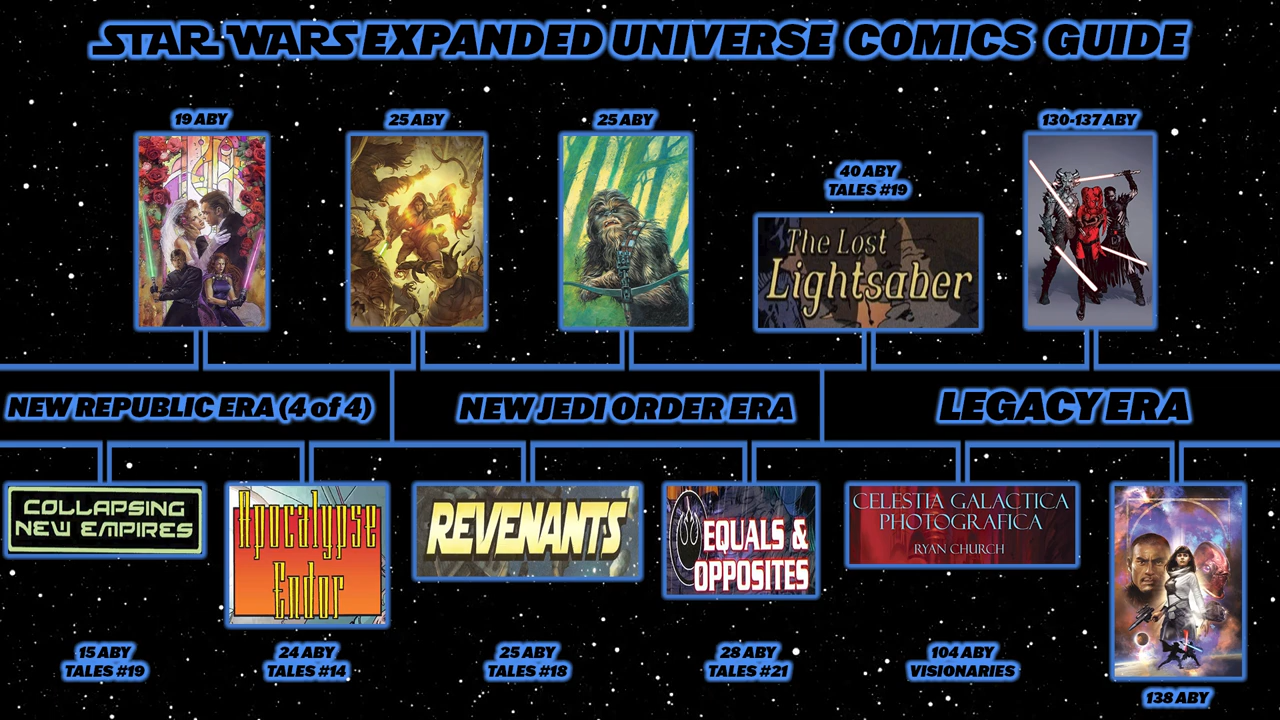 STAR WARS EXPANDED UNIVERSE COMICS GUIDE
19 ABY
25 ABY
25 ABY
40 ABY
TALES #19
The Lost
Lightsaber
130-137 ABY
NEW REPUBLIC ERA (4 of 4)
NEW JEDI ORDER ERA
LEGACY ERA
COLLAPSING
NEW EMPIRES
15 ABY
TALES #19
Apocalypse
Endor
24 ABY
TALES #14
REVENANTS
25 ABY
TALES #18
EQUALS &
OPPOSITES
28 ABY
TALES #21
CELESTIA GALACTICA
PHOTOGRAFICA
RYAN CHURCH
104 ABY
VISIONARIES
138 ABY